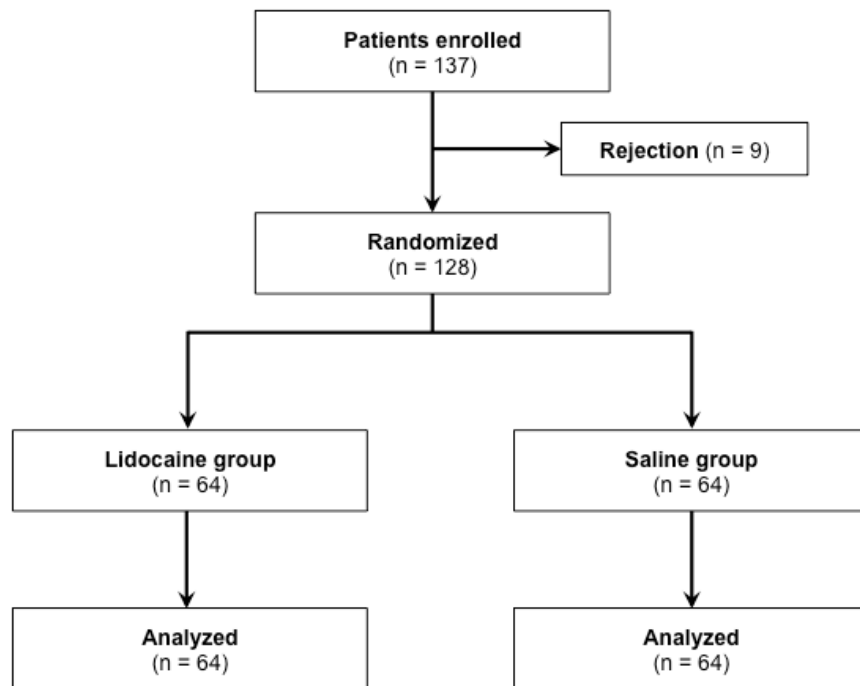 Patients enrolled
(n = 137)
Rejection (n = 9)
Randomized
(n = 128)
Lidocaine group
(n = 64)
Saline group
(n = 64)
Analyzed
(n = 64)
Analyzed
(n = 64)